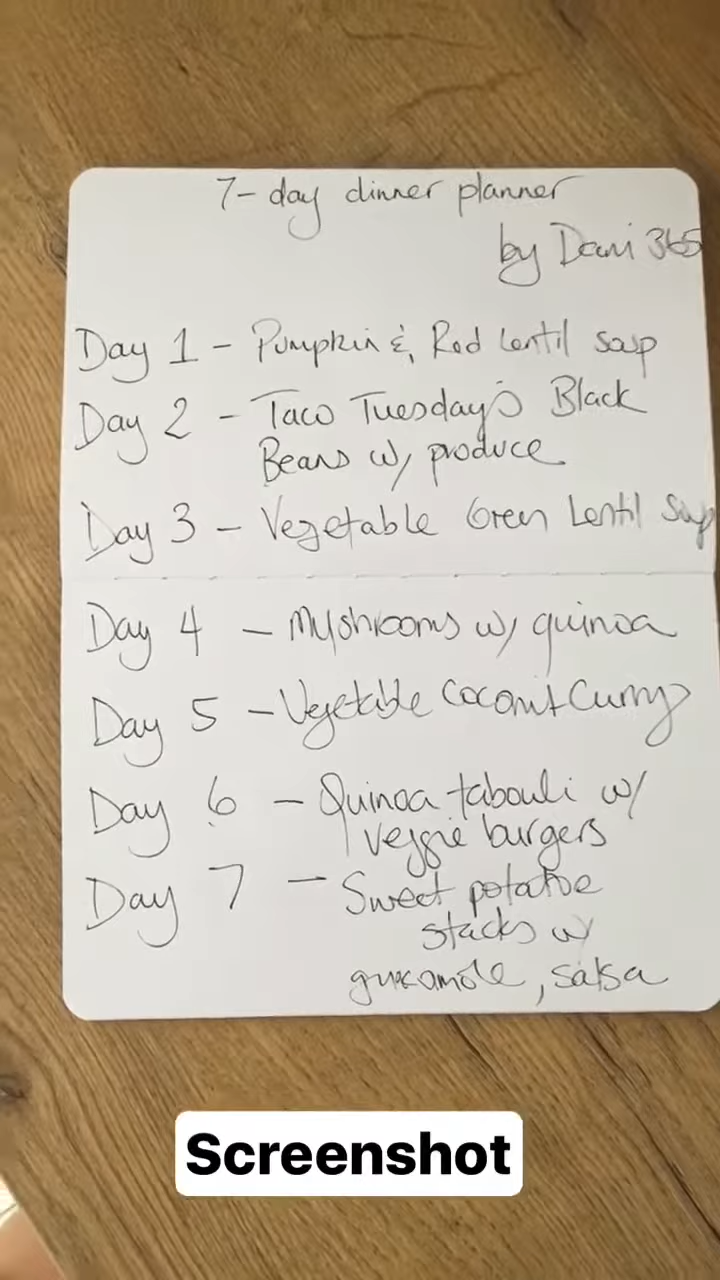 7-day dinner planner
by Dani 365
Day 1 - Pumpkin & Red Lentil soup
Day 2 - Taco Tuesday's Black
Beans w/ produce
Day 3 - Vegetable Green Lentil Soup
Day 4 - Mushrooms w/ quinoa
Day 5 - Vegetable Coconut Curry
Day 6 - Quinoa tabouli w/
veggie burgers
Day 7 - Sweet potatoe
stacks w/
guacamole, salsa
Screenshot